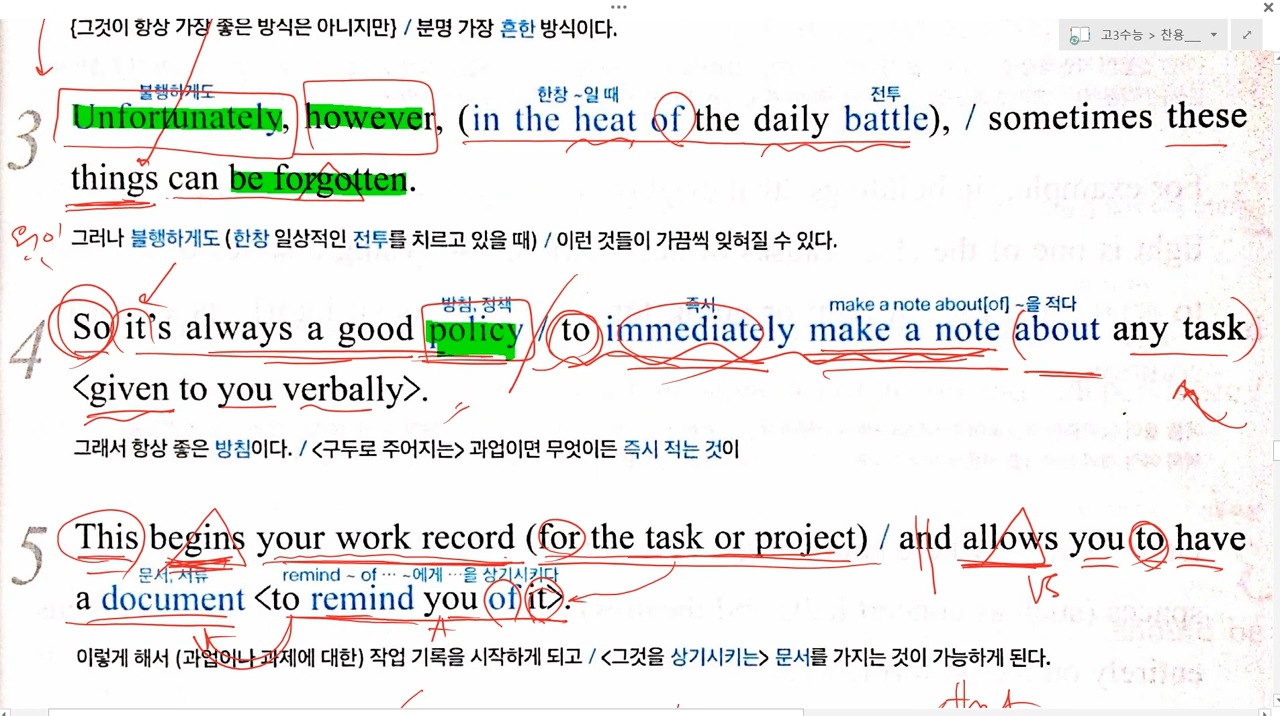 {그것이 항상 가장 좋은 방식은 아니지만} / 분명 가장 흔한 방식이다.
고3수능 > 찬용__
불행하게도 한창 ~일 때 전투
3 Unfortunately, however, (in the heat of the daily battle), / sometimes these
things can be forgotten.
그러나 불행하게도 (한창 일상적인 전투를 치르고 있을 때) / 이런 것들이 가끔씩 잊혀질 수 있다.
방침, 정책 즉시 make a note about[of] ~을 적다
4 So it's always a good policy / to immediately make a note about any task
<given to you verbally>.
그래서 항상 좋은 방침이다. / <구두로 주어지는> 과업이면 무엇이든 즉시 적는 것이
5 This begins your work record (for the task or project) / and allows you to have
문서, 서류 remind ~ of … ~에게 …을 상기시키다
a document <to remind you of it>.
VS
A
이렇게 해서 (과업이나 과제에 대한) 작업 기록을 시작하게 되고 / <그것을 상기시키는> 문서를 가지는 것이 가능하게 된다.